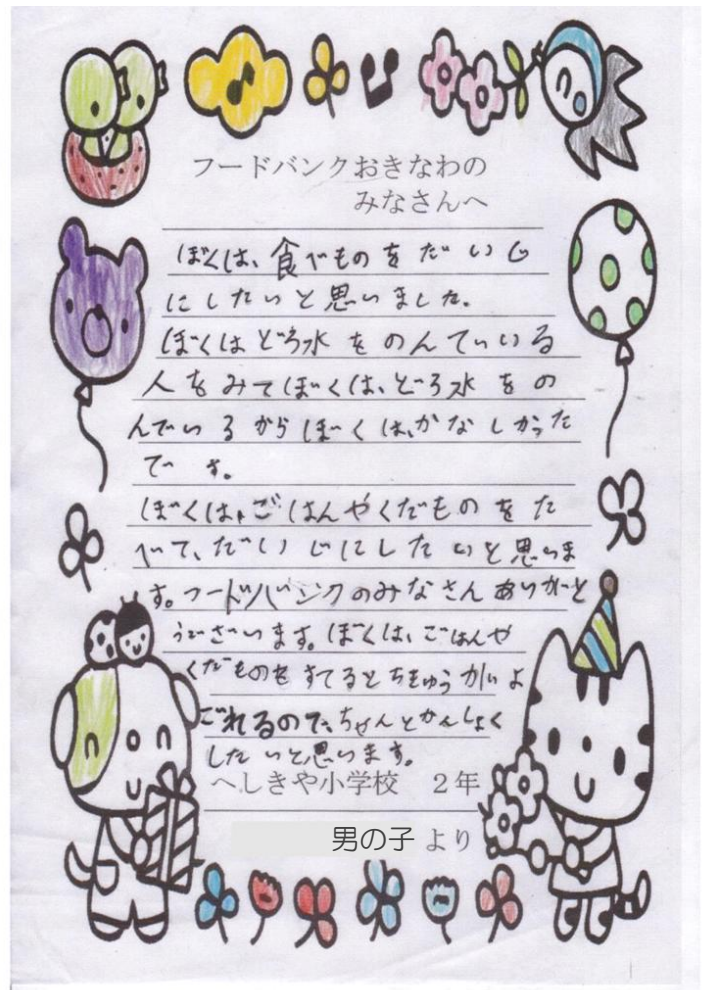 フードバンクおきなわの
みなさんへ
ぼくは、食べものをだいじ
にしたいと思いました。
ぼくはどろ水をのんでいる
人をみてぼくは、どろ水をの
んでいるからぼくは、かなしかった
です。
ぼくは、ごはんやくだものをた
べて、だいじにしたいと思いま
す。フードバンクのみなさんありがと
うございます。ぼくは、ごはんや
くだものをすてるとちきゅうがいよ
ごれるので、ちゃんとかんしょく
したいと思います。
へしきや小学校 2年
男の子より